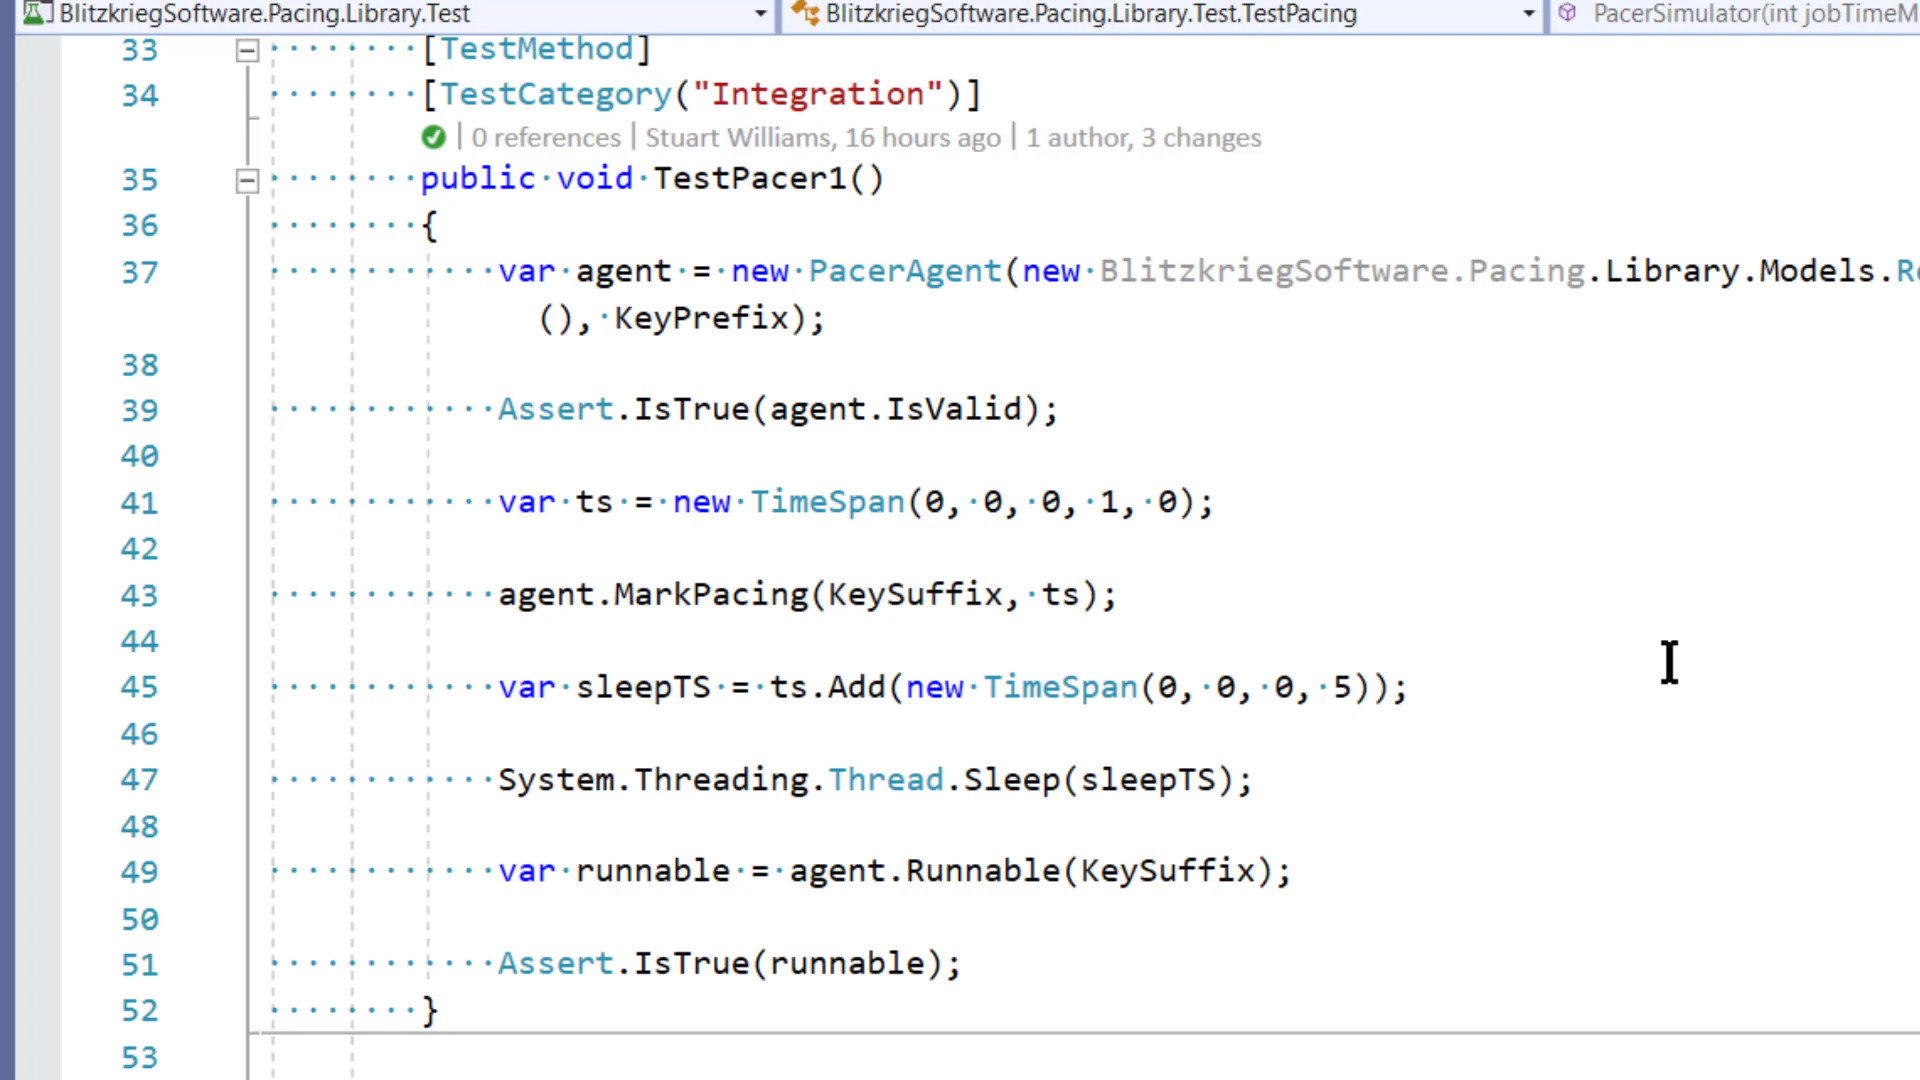 BlitzkriegSoftware.Pacing.Library.Test BlitzkriegSoftware.Pacing.Library.Test.TestPacing PacerSimulator(int jobTimeM
33 [TestMethod]
34 [TestCategory("Integration")]
0 references | Stuart Williams, 16 hours ago | 1 author, 3 changes
35 public void TestPacer1()
36 {
37 var agent = new PacerAgent(new BlitzkriegSoftware.Pacing.Library.Models.Re
(), KeyPrefix);
38
39 Assert.IsTrue(agent.IsValid);
40
41 var ts = new TimeSpan(0, 0, 0, 1, 0);
42
43 agent.MarkPacing(KeySuffix, ts);
44
45 var sleepTS = ts.Add(new TimeSpan(0, 0, 0, 5));
46
47 System.Threading.Thread.Sleep(sleepTS);
48
49 var runnable = agent.Runnable(KeySuffix);
50
51 Assert.IsTrue(runnable);
52 }
53